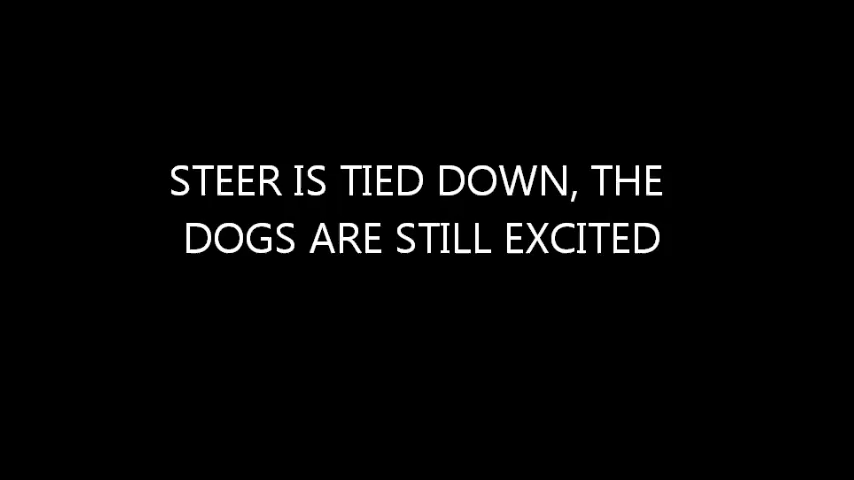 STEER IS TIED DOWN, THE
DOGS ARE STILL EXCITED